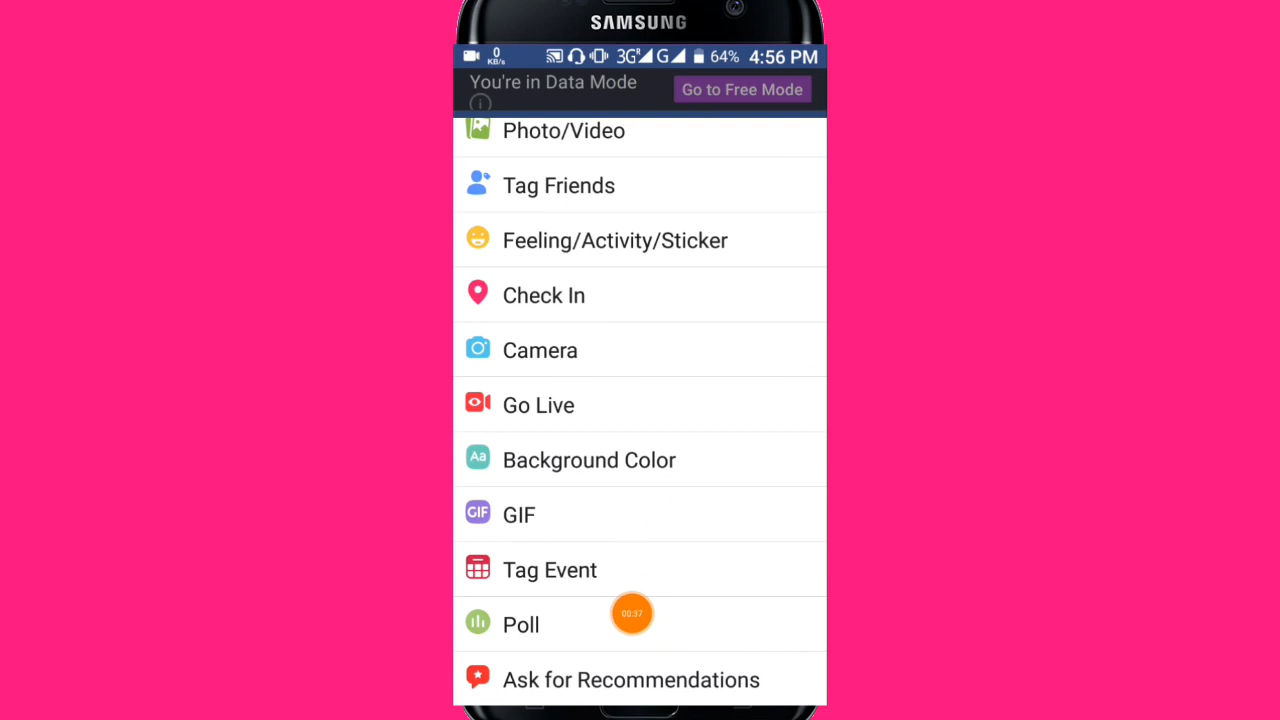 SAMSUNG
0 KB/s 3G R G 64% 4:56 PM
You're in Data Mode
Go to Free Mode
Photo/Video
Tag Friends
Feeling/Activity/Sticker
Check In
Camera
Go Live
Aa Background Color
GIF GIF
Tag Event
00:37
Poll
Ask for Recommendations